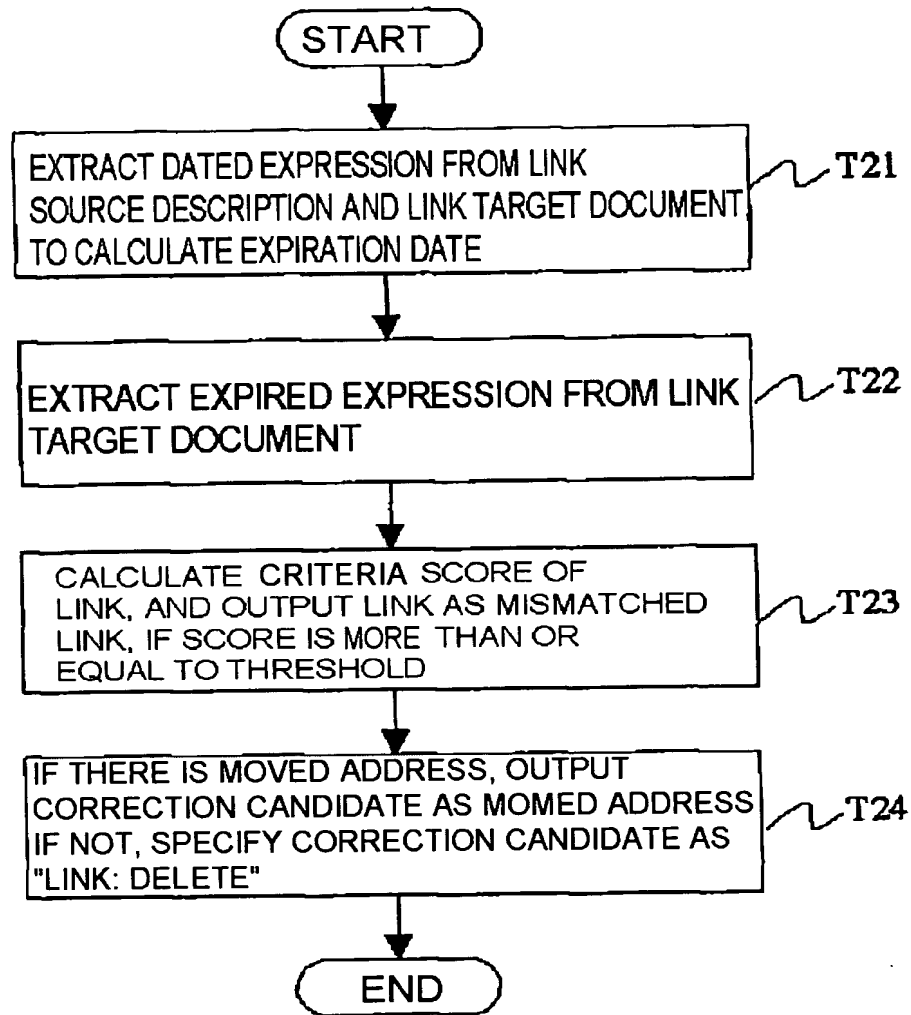 START
EXTRACT DATED EXPRESSION FROM LINK
SOURCE DESCRIPTION AND LINK TARGET DOCUMENT
TO CALCULATE EXPIRATION DATE
T21
EXTRACT EXPIRED EXPRESSION FROM LINK
TARGET DOCUMENT
T22
CALCULATE CRITERIA SCORE OF
LINK, AND OUTPUT LINK AS MISMATCHED
LINK, IF SCORE IS MORE THAN OR
EQUAL TO THRESHOLD
T23
IF THERE IS MOVED ADDRESS, OUTPUT
CORRECTION CANDIDATE AS MOMED ADDRESS
IF NOT, SPECIFY CORRECTION CANDIDATE AS
"LINK: DELETE"
T24
END